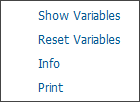 Show Variables
Reset Variables
Info
Print